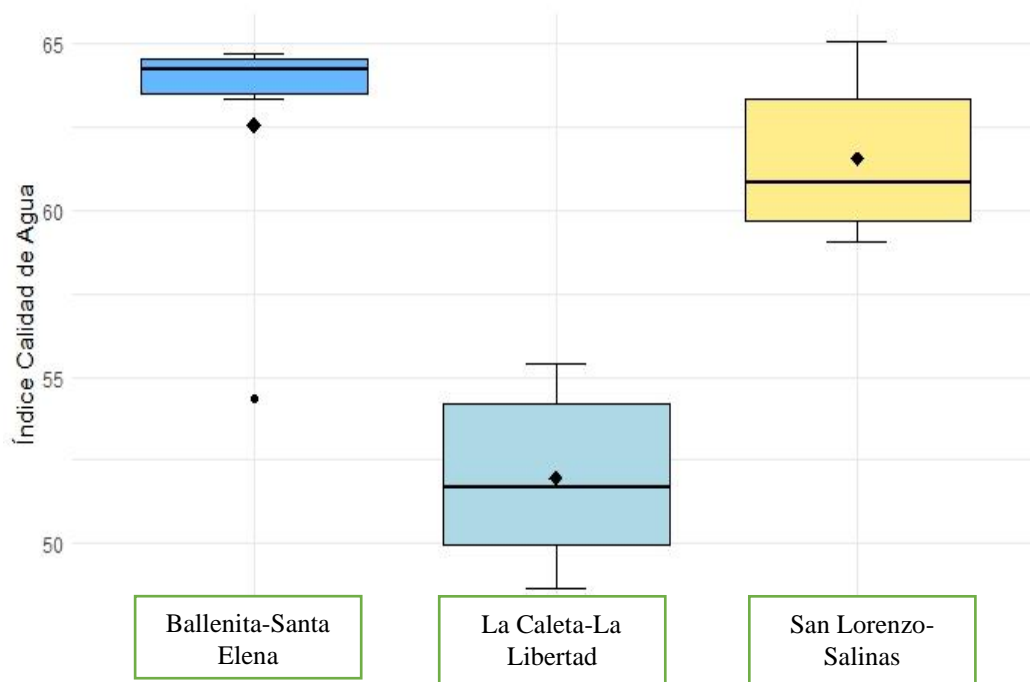 65
60
55
50
Índice Calidad de Agua
Ballenita-Santa
Elena
La Caleta-La
Libertad
San Lorenzo-
Salinas